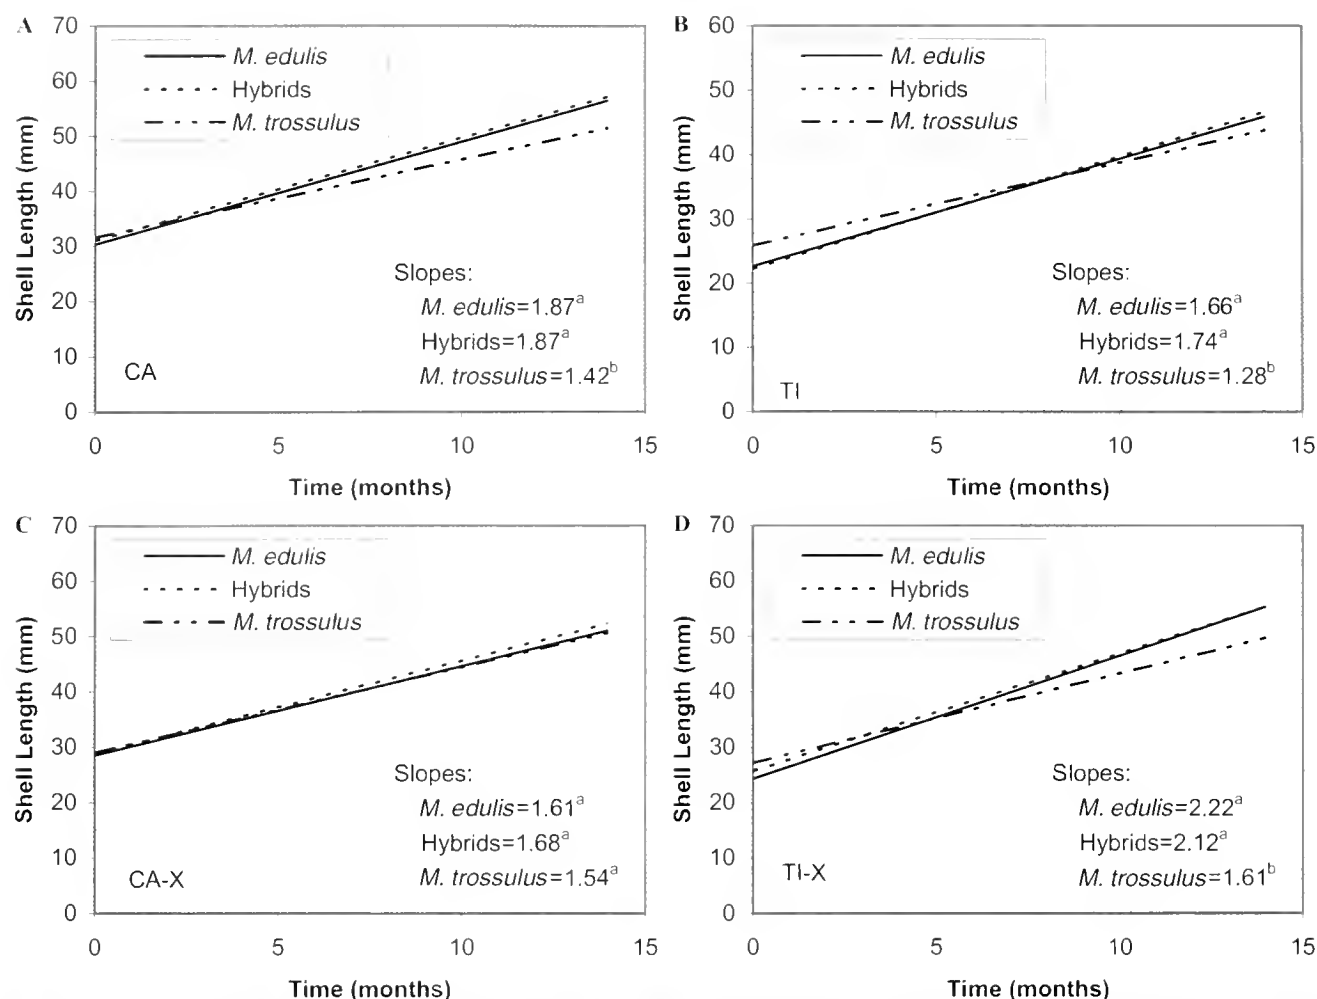 A
70
60
50
40
30
20
10
0
Shell Length (mm)
M. edulis
Hybrids
M. trossulus
Slopes:
M. edulis=1.87ᵃ
Hybrids=1.87ᵃ
M. trossulus=1.42ᵇ
CA
0 5 10 15
Time (months)
B
60
50
40
30
20
10
0
Shell Length (mm)
M. edulis
Hybrids
M. trossulus
Slopes:
M. edulis=1.66ᵃ
Hybrids=1.74ᵃ
M. trossulus=1.28ᵇ
TI
0 5 10 15
Time (months)
C
70
60
50
40
30
20
10
0
Shell Length (mm)
M. edulis
Hybrids
M. trossulus
Slopes:
M. edulis=1.61ᵃ
Hybrids=1.68ᵃ
M. trossulus=1.54ᵃ
CA-X
0 5 10 15
Time (months)
D
70
60
50
40
30
20
10
0
Shell Length (mm)
M. edulis
Hybrids
M. trossulus
Slopes:
M. edulis=2.22ᵃ
Hybrids=2.12ᵃ
M. trossulus=1.61ᵇ
TI-X
0 5 10 15
Time (months)